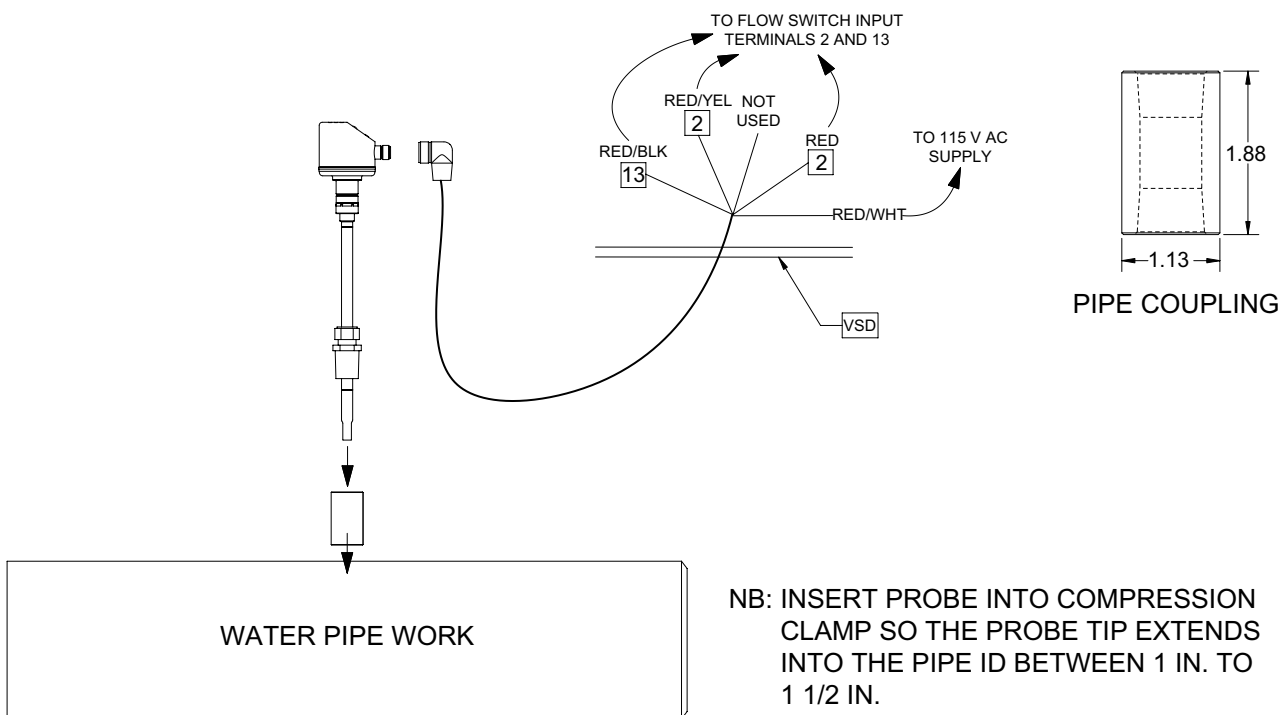 TO FLOW SWITCH INPUT
TERMINALS 2 AND 13
RED/YEL
2
NOT
USED
RED/BLK
13
RED
2
TO 115 V AC
SUPPLY
RED/WHT
VSD
1.88
1.13
PIPE COUPLING
WATER PIPE WORK
NB: INSERT PROBE INTO COMPRESSION
CLAMP SO THE PROBE TIP EXTENDS
INTO THE PIPE ID BETWEEN 1 IN. TO
1 1/2 IN.